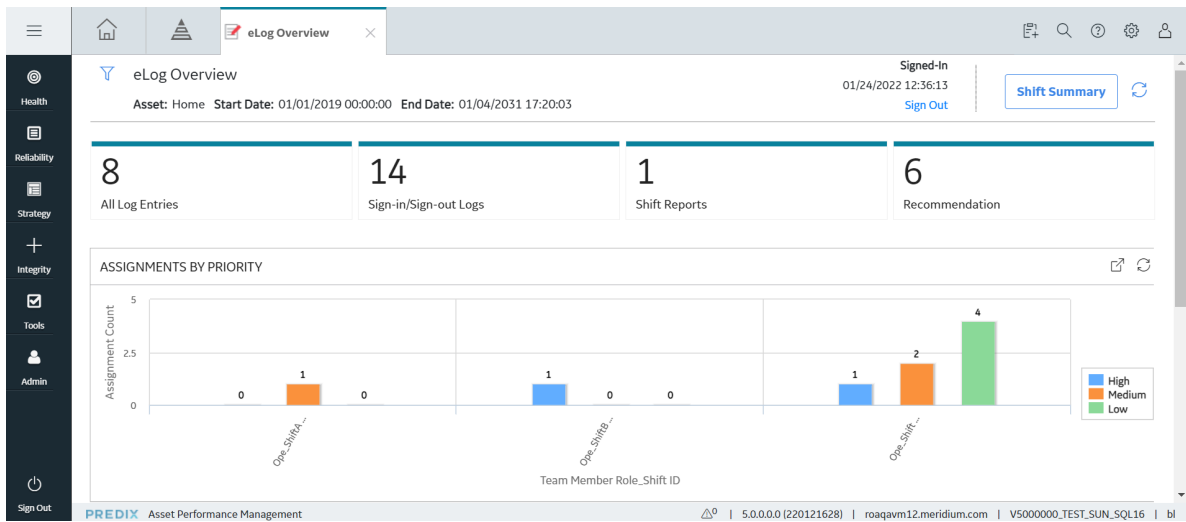 eLog Overview
Health
Reliability
Strategy
Integrity
Tools
Admin
Sign Out
eLog Overview
Asset: Home Start Date: 01/01/2019 00:00:00 End Date: 01/04/2031 17:20:03
Signed-In
01/24/2022 12:36:13
Sign Out
Shift Summary
8
All Log Entries
14
Sign-in/Sign-out Logs
1
Shift Reports
6
Recommendation
ASSIGNMENTS BY PRIORITY
Assignment Count
5
2.5
0
0
1
0
1
0
0
1
2
4
Ope_ShiftA ...
Ope_ShiftB ...
Ope_Shift ...
Team Member Role_Shift ID
High
Medium
Low
PREDIX Asset Performance Management
0 | 5.0.0.0.0 (220121628) | roaqavm12.meridium.com | V5000000_TEST_SUN_SQL16 | bl